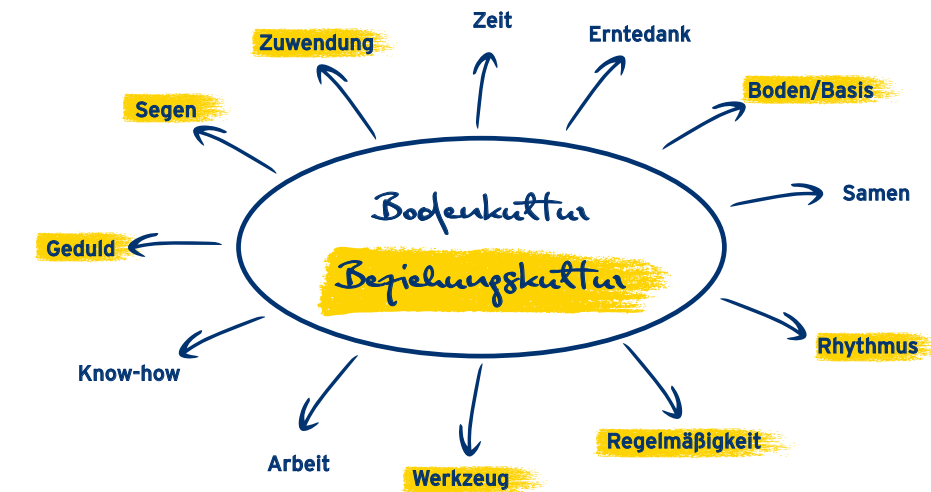 Zeit
Erntedank
Zuwendung
Boden/Basis
Segen
Samen
Bodenkultur
Beziehungskultur
Geduld
Rhythmus
Know-how
Regelmäßigkeit
Arbeit
Werkzeug